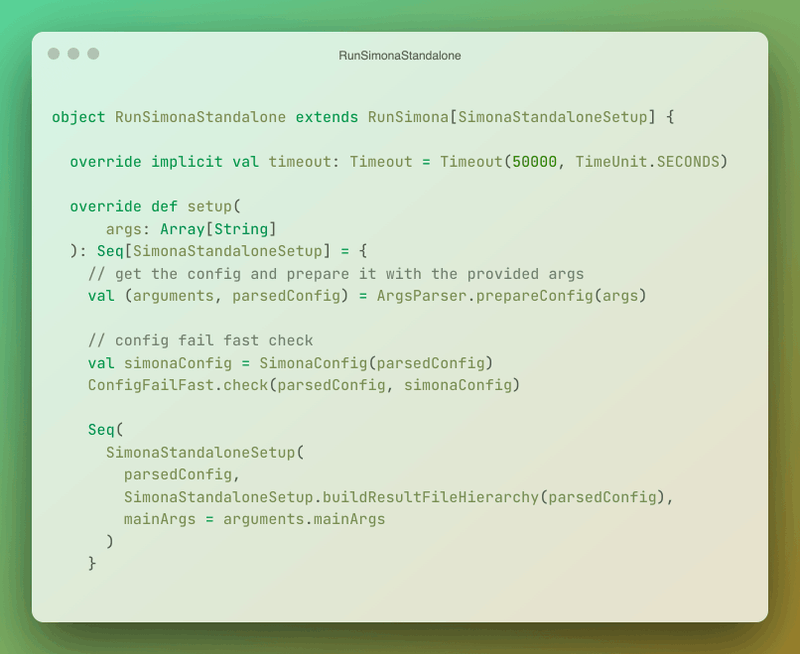 RunSimonaStandalone
object RunSimonaStandalone extends RunSimona[SimonaStandaloneSetup] {
override implicit val timeout: Timeout = Timeout(50000, TimeUnit.SECONDS)
override def setup(
args: Array[String]
): Seq[SimonaStandaloneSetup] = {
// get the config and prepare it with the provided args
val (arguments, parsedConfig) = ArgsParser.prepareConfig(args)
// config fail fast check
val simonaConfig = SimonaConfig(parsedConfig)
ConfigFailFast.check(parsedConfig, simonaConfig)
Seq(
SimonaStandaloneSetup(
parsedConfig,
SimonaStandaloneSetup.buildResultFileHierarchy(parsedConfig),
mainArgs = arguments.mainArgs
)
}